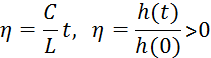 η = C/L t,  η = h(t)/h(0) >0